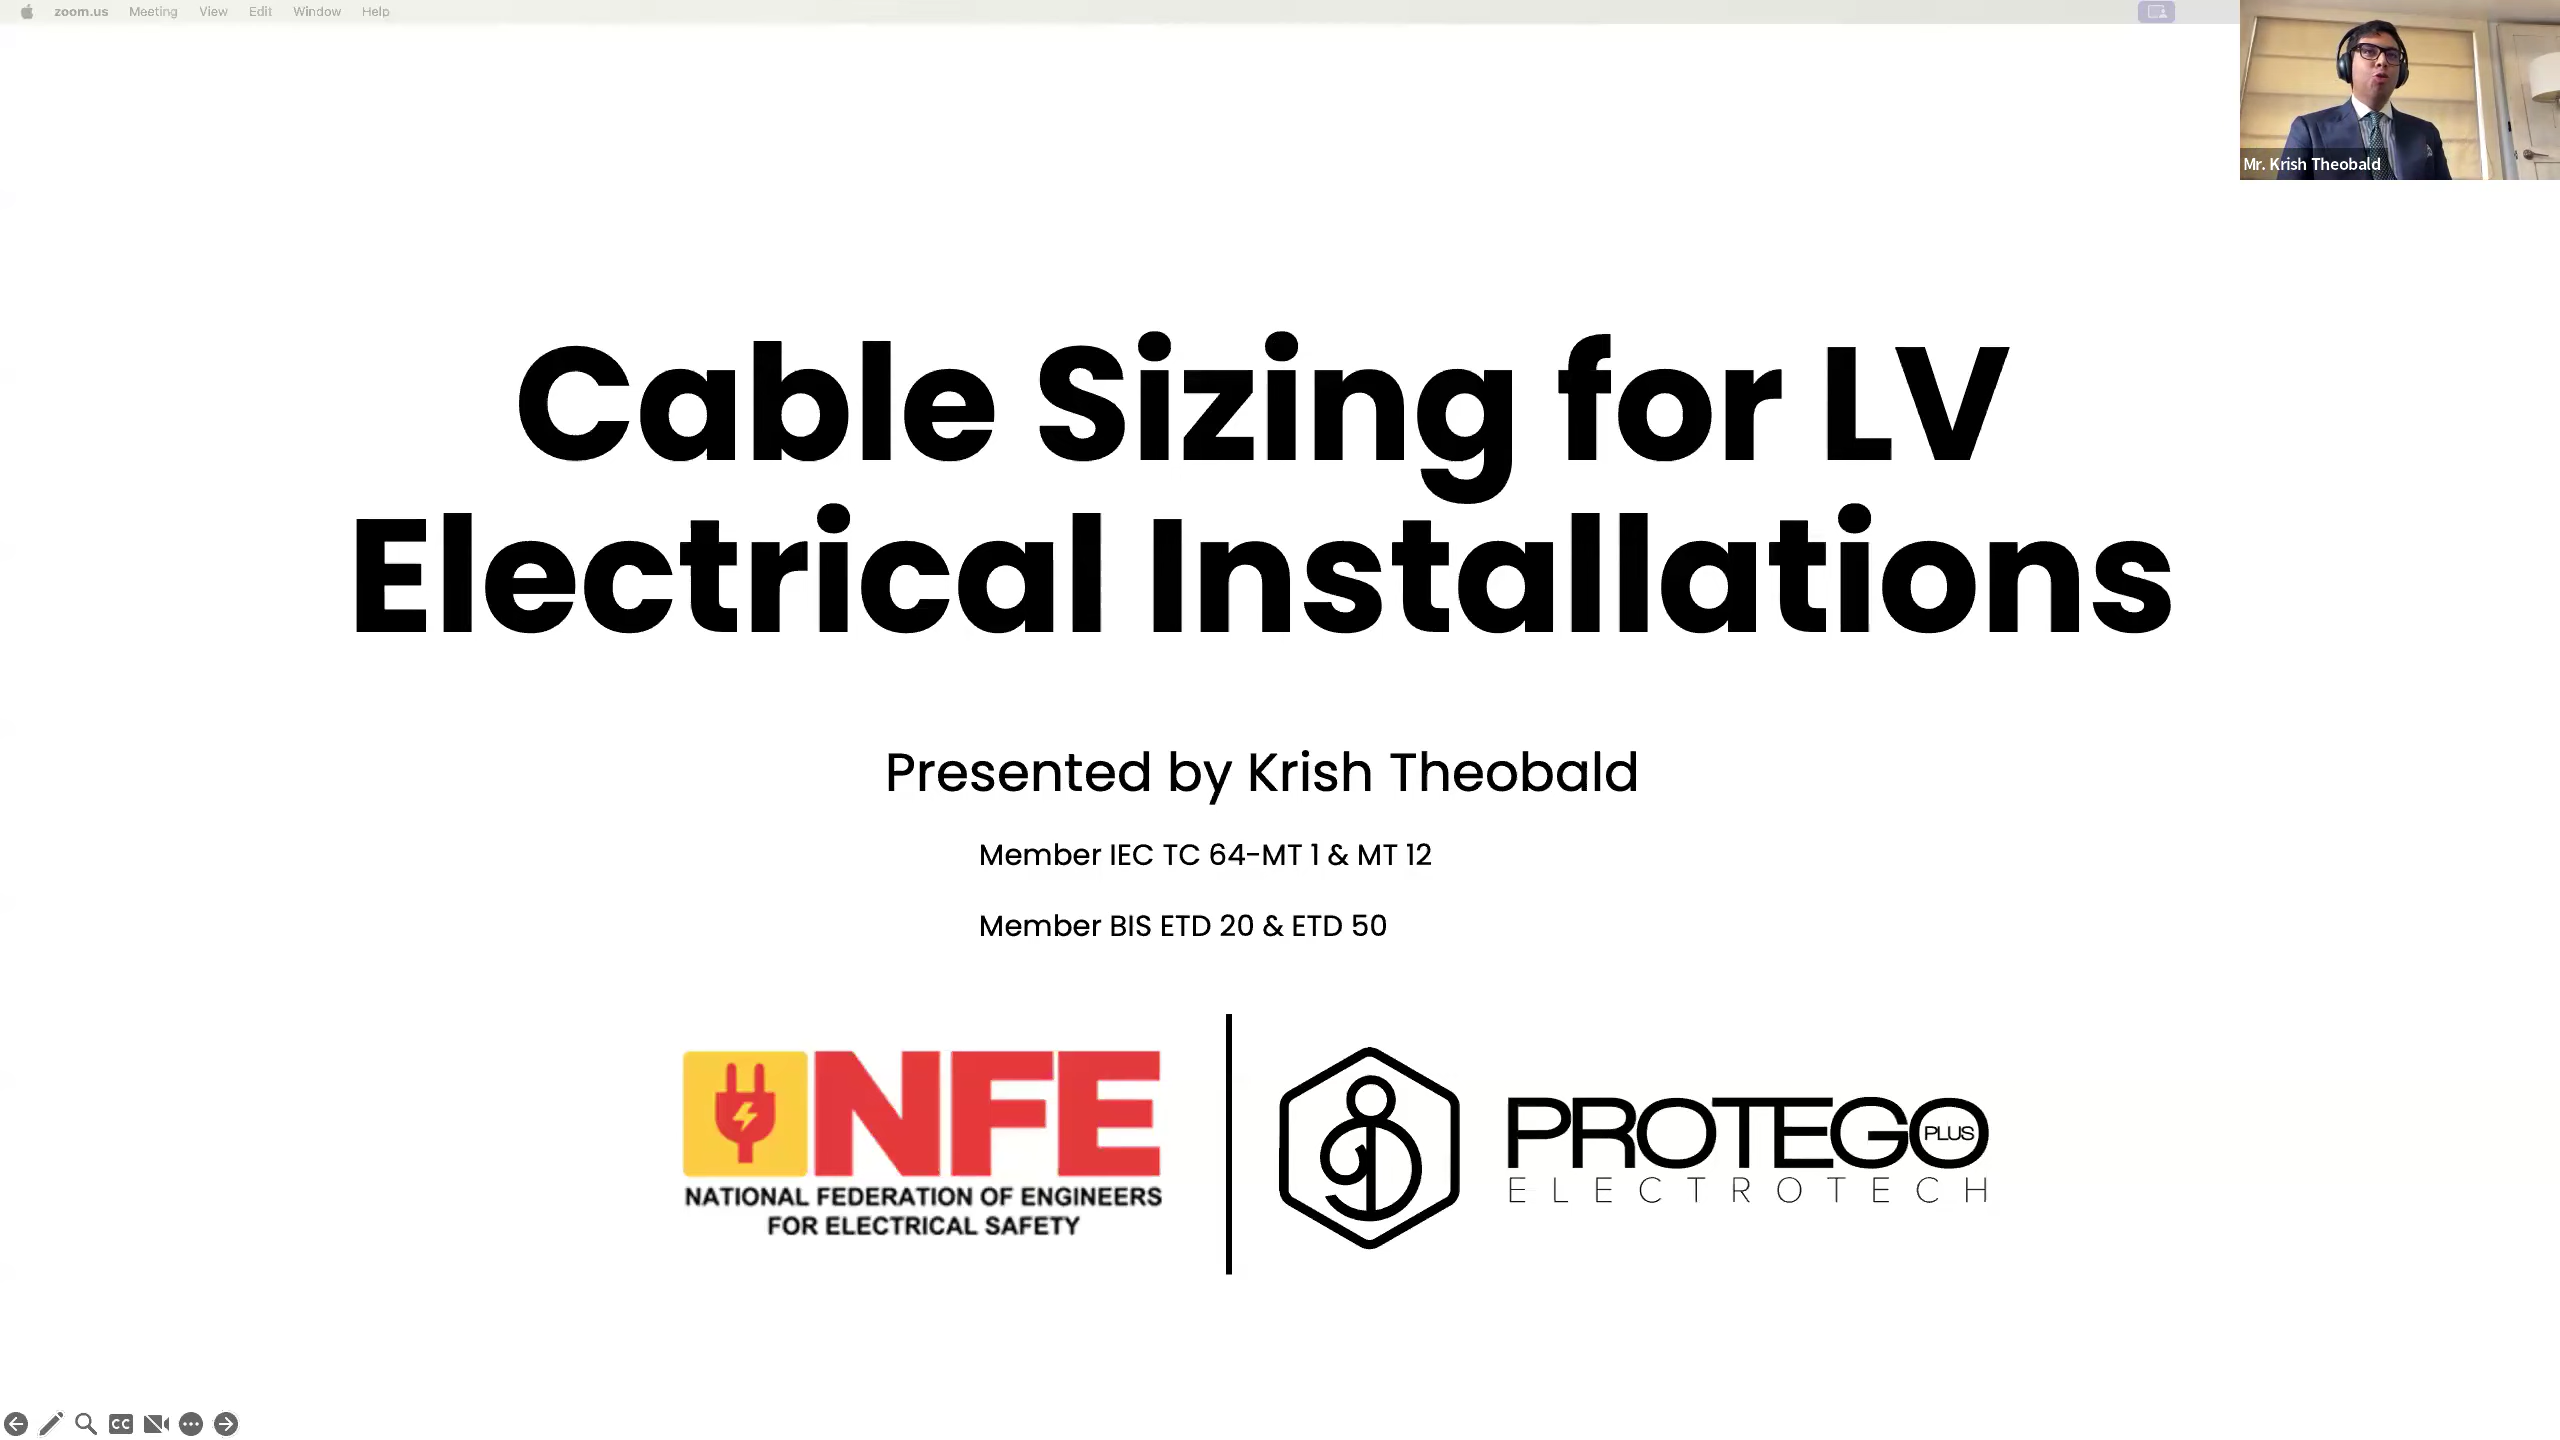 zoom.us Meeting View Edit Window Help
Mr. Krish Theobald
Cable Sizing for LV
Electrical Installations
Presented by Krish Theobald
Member IEC TC 64-MT 1 & MT 12
Member BIS ETD 20 & ETD 50
NFE
NATIONAL FEDERATION OF ENGINEERS
FOR ELECTRICAL SAFETY
PROTEGO PLUS
ELECTROTECH
CC